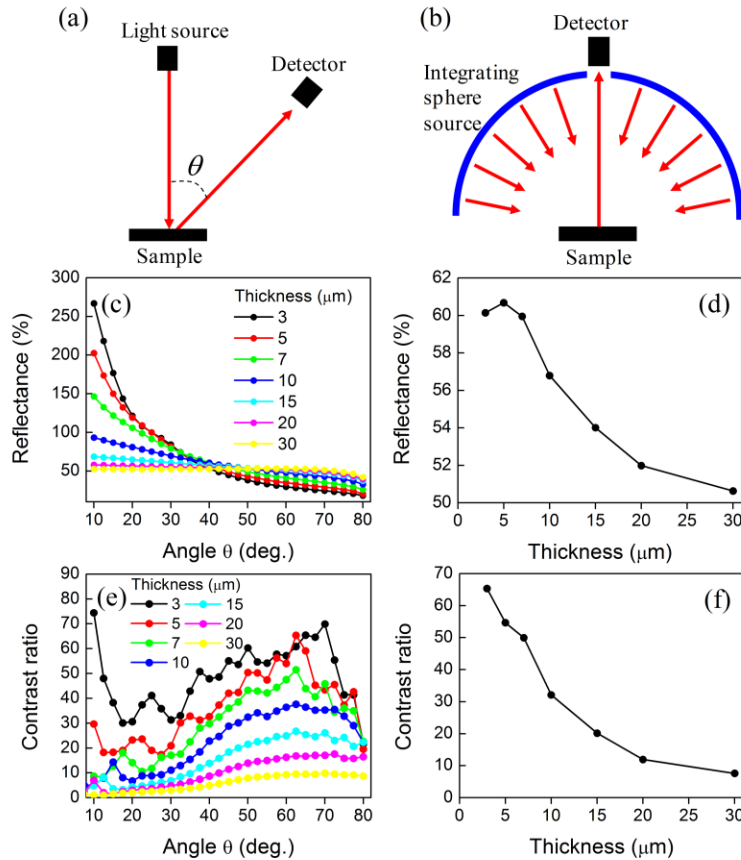 (a)
Light source
Detector
θ
Sample
(b)
Detector
Integrating
sphere
source
Sample
(c)
Reflectance (%)
300
250
200
150
100
50
Thickness (μm)
3
5
7
10
15
20
30
10 20 30 40 50 60 70 80
Angle θ (deg.)
(d)
Reflectance (%)
62
60
58
56
54
52
50
0 5 10 15 20 25 30
Thickness (μm)
(e)
Contrast ratio
90
80
70
60
50
40
30
20
10
0
Thickness (μm)
3 15
5 20
7 30
10
10 20 30 40 50 60 70 80
Angle θ (deg.)
(f)
Contrast ratio
70
60
50
40
30
20
10
0
0 5 10 15 20 25 30
Thickness (μm)